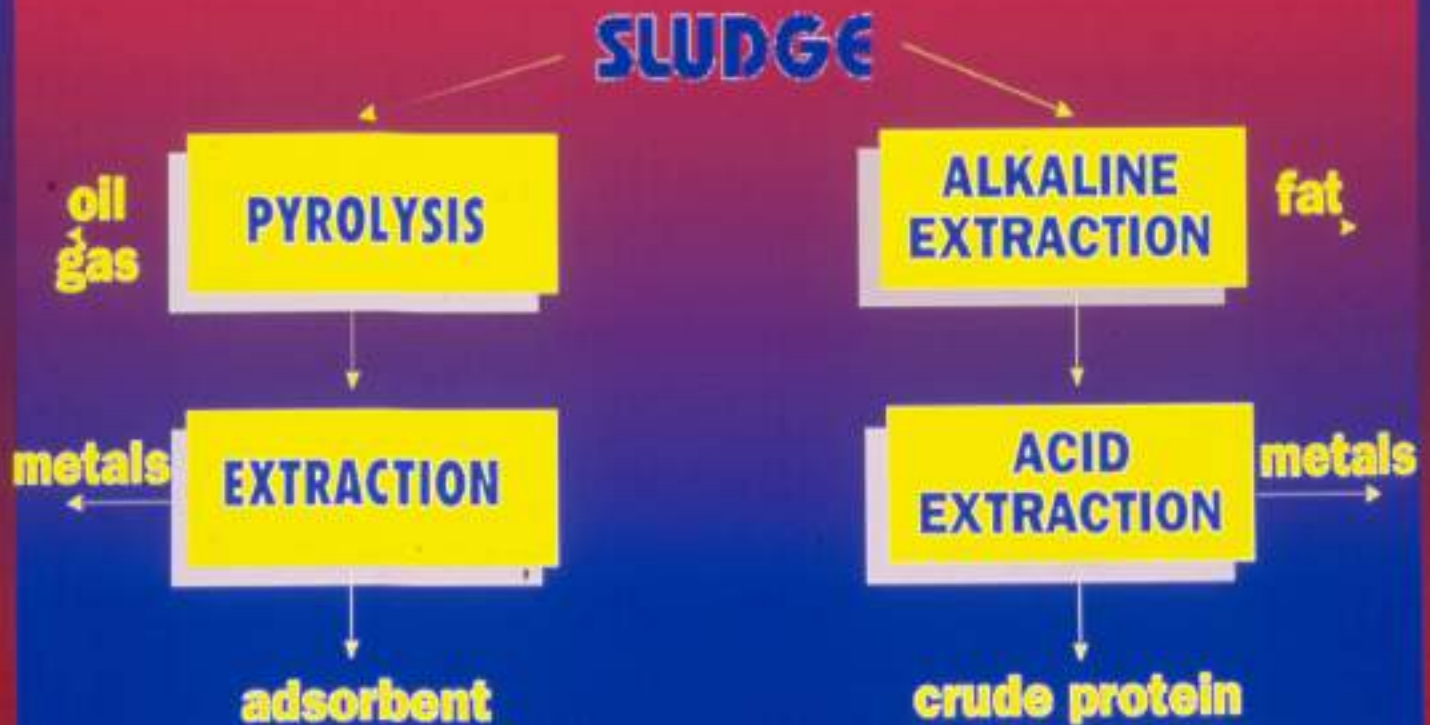 SLUDGE
PYROLYSIS
oil
gas
EXTRACTION
metals
adsorbent
ALKALINE
EXTRACTION
fat
ACID
EXTRACTION
metals
crude protein